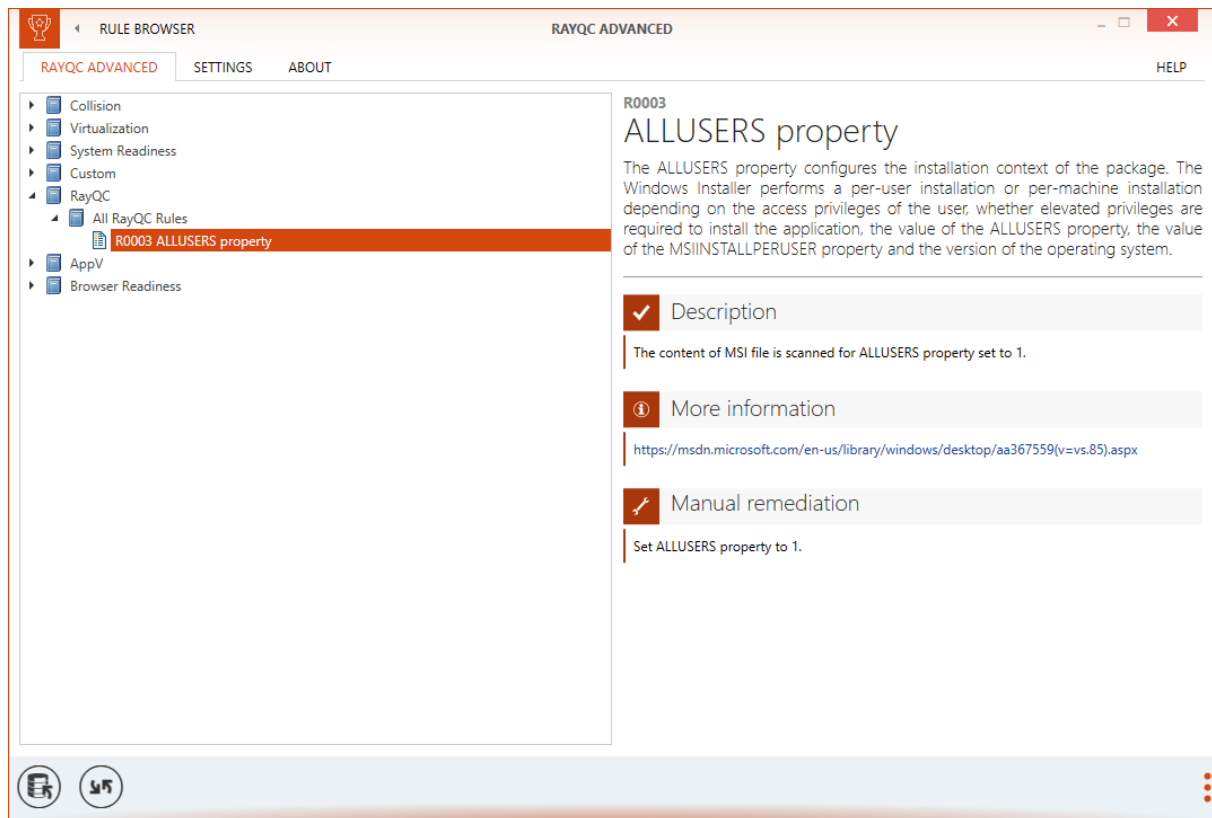 RULE BROWSER
RAYQC ADVANCED
RAYQC ADVANCED SETTINGS ABOUT HELP
Collision
Virtualization
System Readiness
Custom
RayQC
All RayQC Rules
R0003 ALLUSERS property
AppV
Browser Readiness
R0003
ALLUSERS property
The ALLUSERS property configures the installation context of the package. The
Windows Installer performs a per-user installation or per-machine installation
depending on the access privileges of the user, whether elevated privileges are
required to install the application, the value of the ALLUSERS property, the value
of the MSIINSTALLPERUSER property and the version of the operating system.
Description
The content of MSI file is scanned for ALLUSERS property set to 1.
More information
https://msdn.microsoft.com/en-us/library/windows/desktop/aa367559(v=vs.85).aspx
Manual remediation
Set ALLUSERS property to 1.